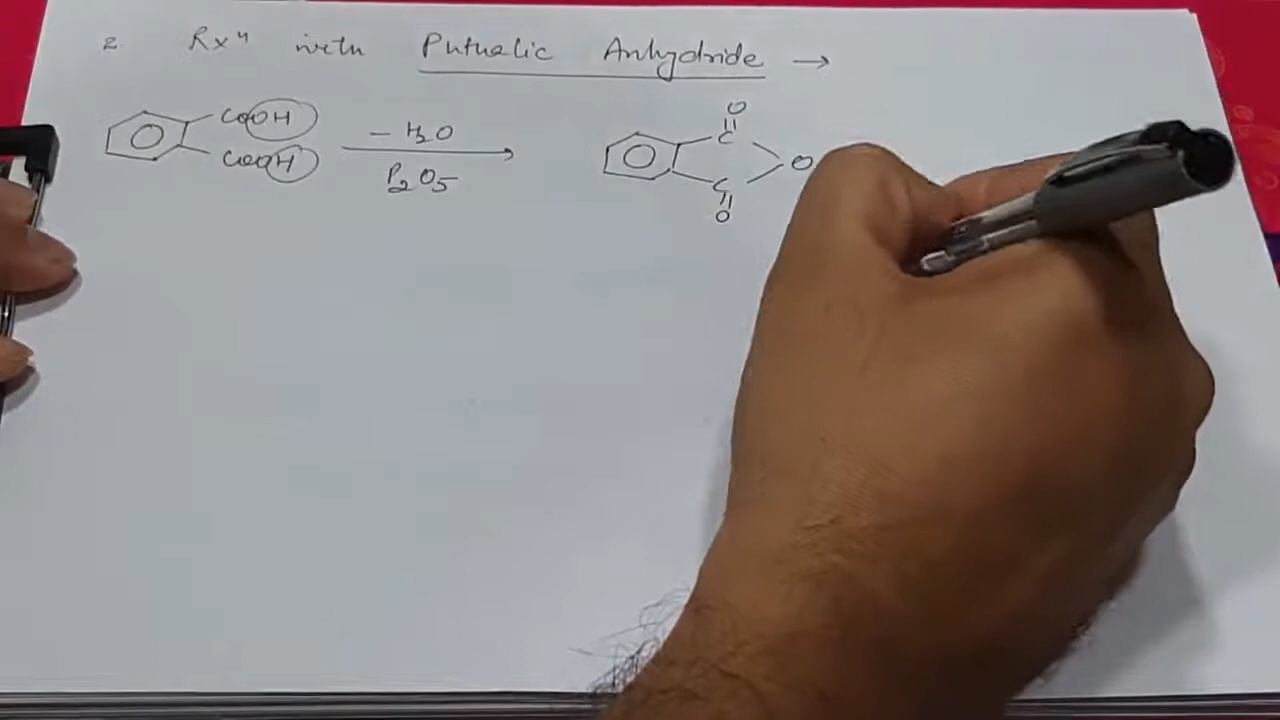 2 Rxⁿ with Phthalic Anhydride →
COOH
COOH
- H₂O
P₂O₅
O
C
O
C
O